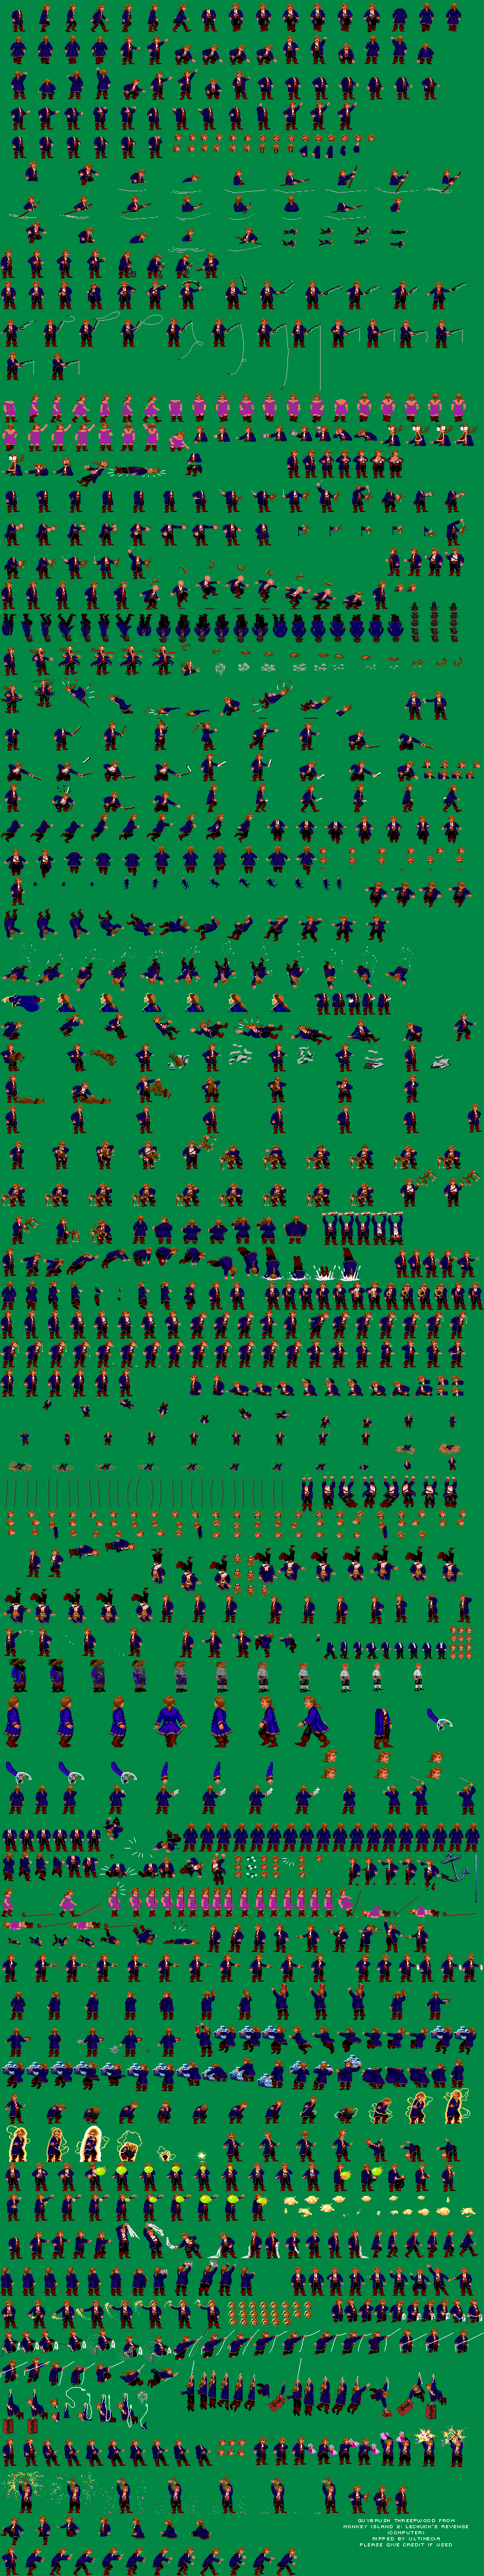 GUYBRUSH THREEPWOOD FROM
MONKEY ISLAND 2: LECHUCK'S REVENGE
(COMPUTER)
RIPPED BY ULTIMECIA
PLEASE GIVE CREDIT IF USED